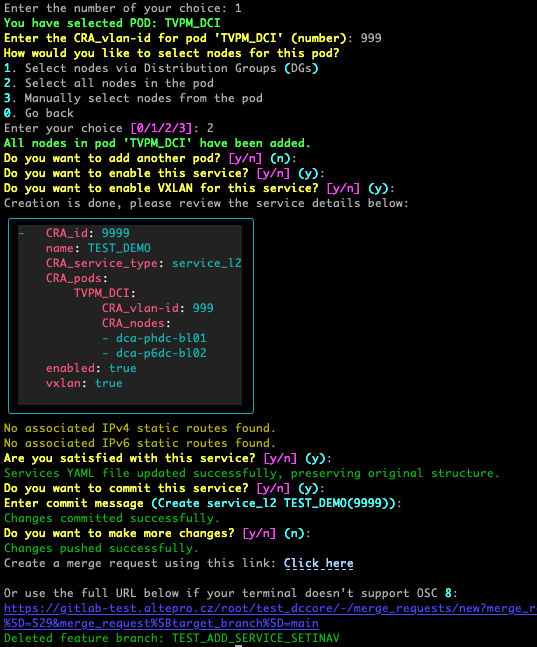 Enter the number of your choice: 1
You have selected POD: TVPM_DCI
Enter the CRA_vlan-id for pod 'TVPM_DCI' (number): 999
How would you like to select nodes for this pod?
1. Select nodes via Distribution Groups (DGs)
2. Select all nodes in the pod
3. Manually select nodes from the pod
0. Go back
Enter your choice [0/1/2/3]: 2
All nodes in pod 'TVPM_DCI' have been added.
Do you want to add another pod? [y/n] (n):
Do you want to enable this service? [y/n] (y):
Do you want to enable VXLAN for this service? [y/n] (y):
Creation is done, please review the service details below:
-   CRA_id: 9999
    name: TEST_DEMO
    CRA_service_type: service_l2
    CRA_pods:
        TVPM_DCI:
            CRA_vlan-id: 999
            CRA_nodes:
            - dca-phdc-bl01
            - dca-p6dc-bl02
    enabled: true
    vxlan: true
No associated IPv4 static routes found.
No associated IPv6 static routes found.
Are you satisfied with this service? [y/n] (y):
Services YAML file updated successfully, preserving original structure.
Do you want to commit this service? [y/n] (y):
Enter commit message (Create service_l2 TEST_DEMO(9999)):
Changes committed successfully.
Do you want to make more changes? [y/n] (n):
Changes pushed successfully.
Create a merge request using this link: Click here
Or use the full URL below if your terminal doesn't support OSC 8:
https://gitlab-test.altepro.cz/root/test_dccore/-/merge_requests/new?merge_r
%5D=529&merge_request%5Btarget_branch%5D=main
Deleted feature branch: TEST_ADD_SERVICE_SETINAV